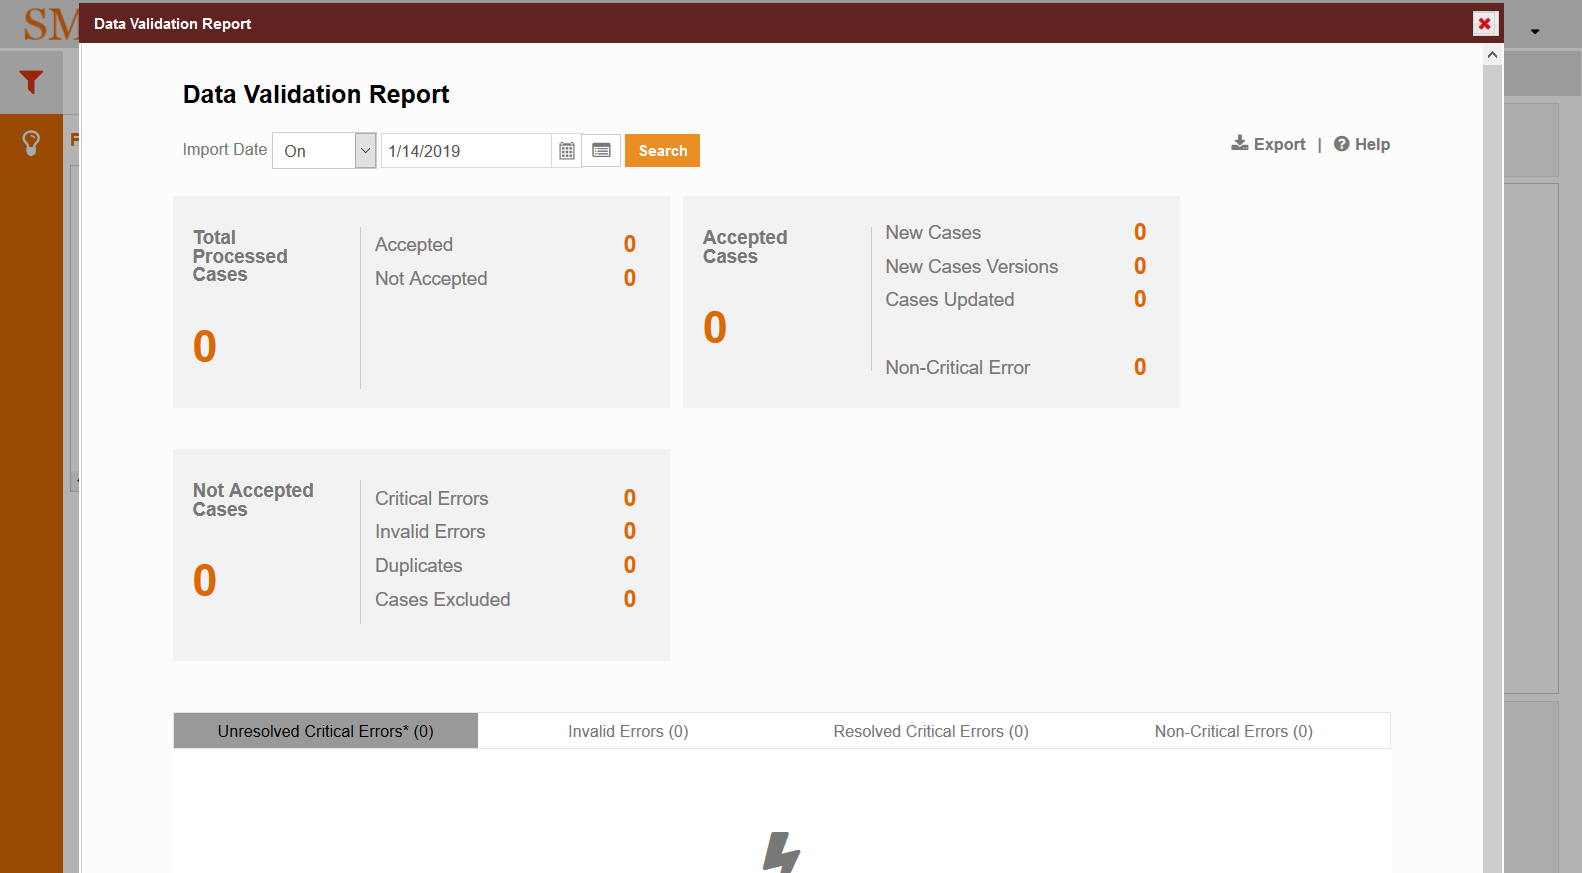 SM
Data Validation Report
F
Data Validation Report
Import Date On 1/14/2019 Search
Export | Help
Total
Processed
Cases
0
Accepted 0
Not Accepted 0
Accepted
Cases
0
New Cases 0
New Cases Versions 0
Cases Updated 0
Non-Critical Error 0
Not Accepted
Cases
0
Critical Errors 0
Invalid Errors 0
Duplicates 0
Cases Excluded 0
Unresolved Critical Errors* (0) Invalid Errors (0) Resolved Critical Errors (0) Non-Critical Errors (0)